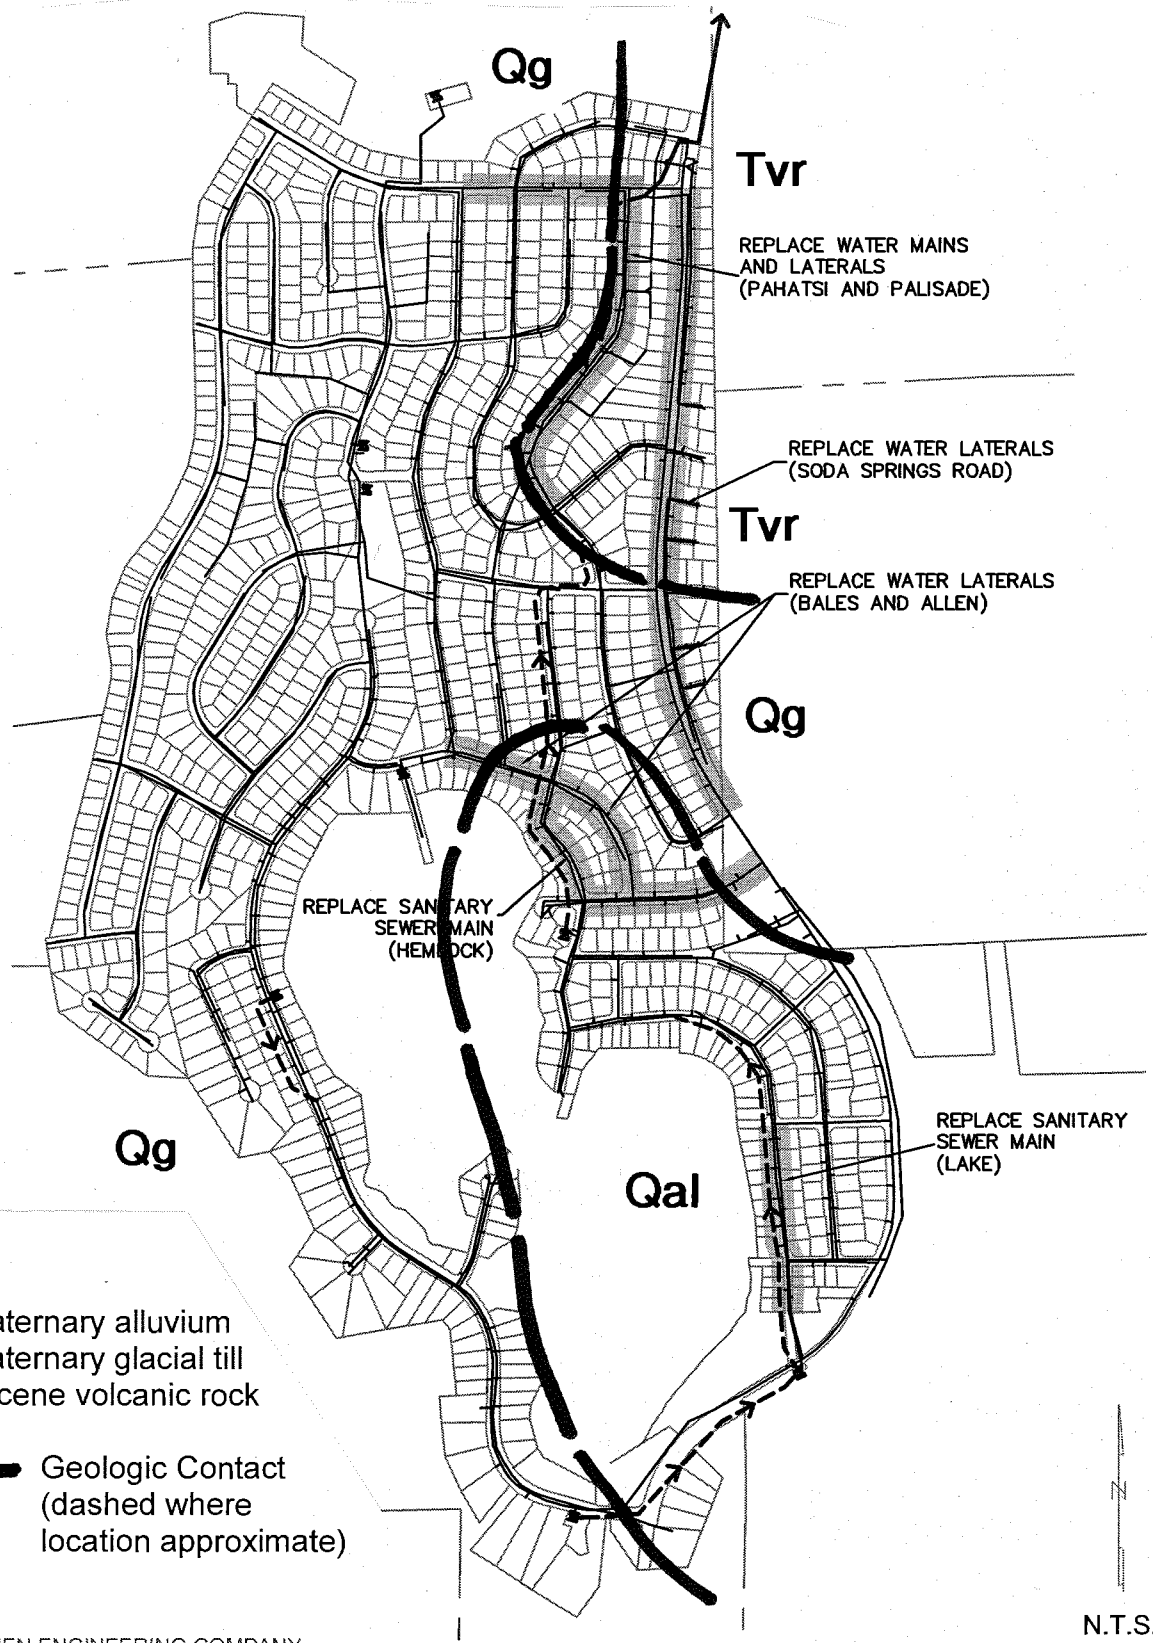 Qg
Tvr
REPLACE WATER MAINS
AND LATERALS
(PAHATSI AND PALISADE)
REPLACE WATER LATERALS
(SODA SPRINGS ROAD)
Tvr
REPLACE WATER LATERALS
(BALES AND ALLEN)
Qg
REPLACE SANITARY
SEWER MAIN
(HEMLOCK)
Qg
Qal
REPLACE SANITARY
SEWER MAIN
(LAKE)
aternary alluvium
aternary glacial till
cene volcanic rock
Geologic Contact
(dashed where
location approximate)
N
N.T.S.
ENGINEERING COMPANY